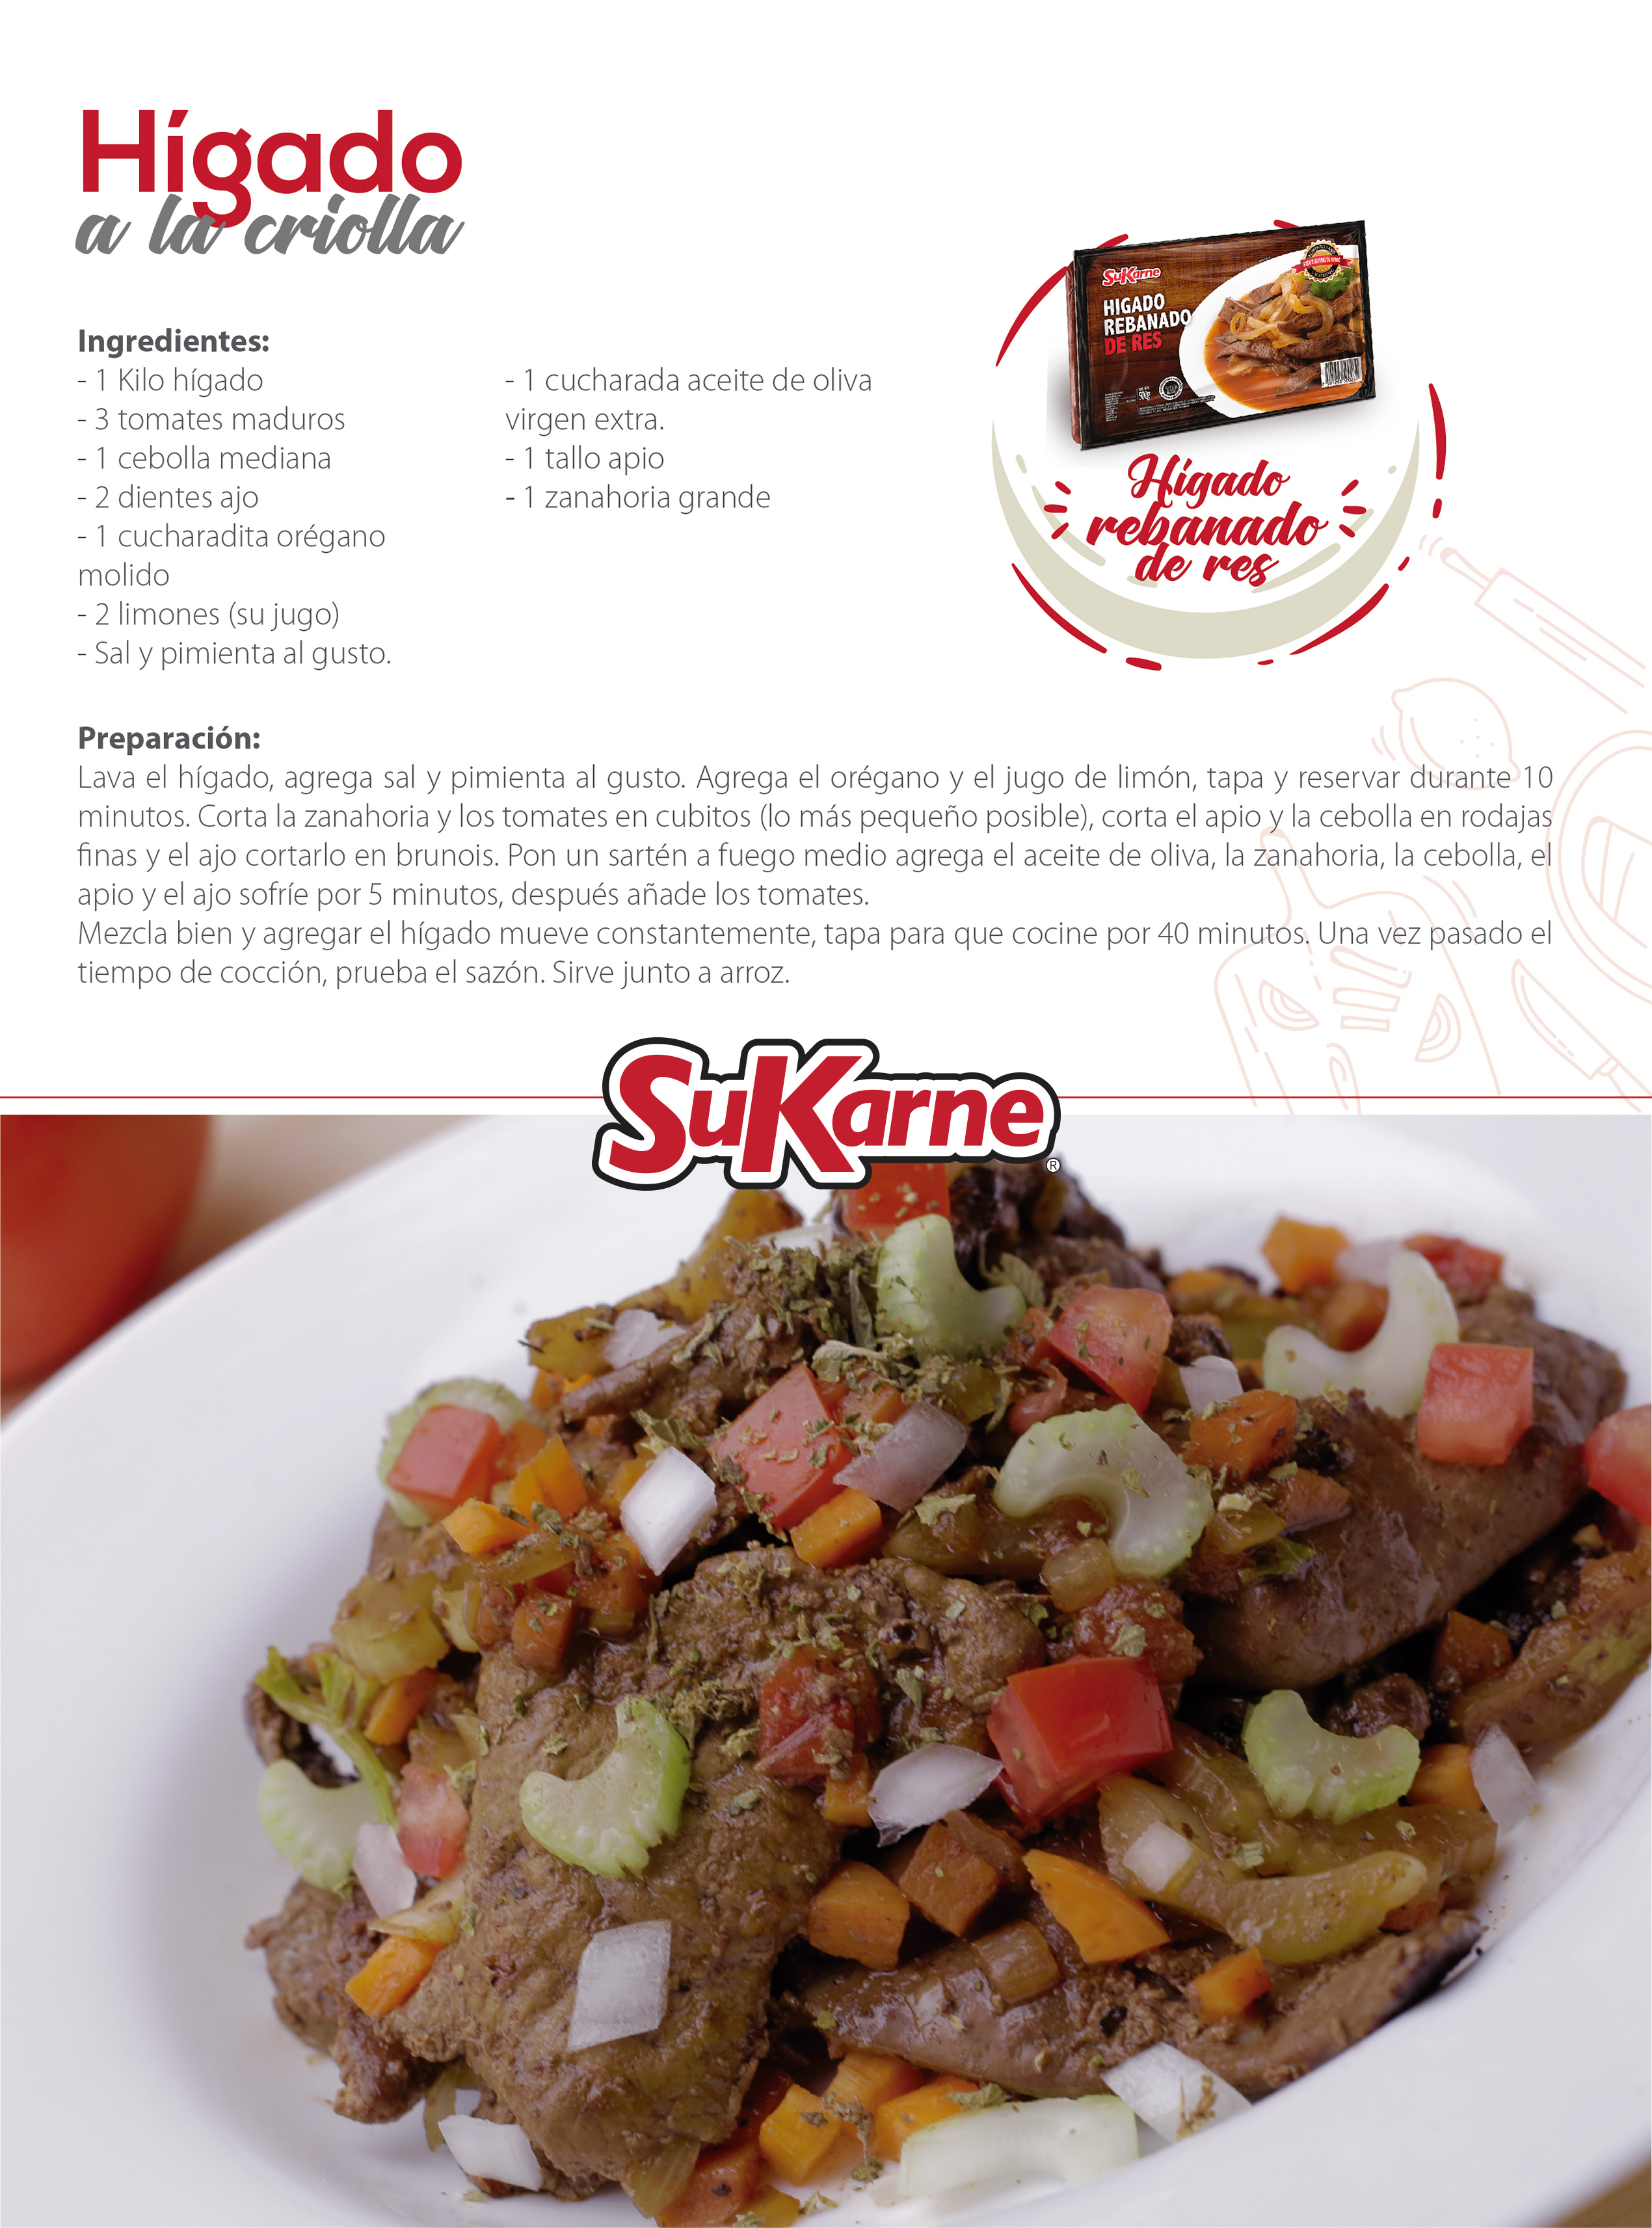 Hígado
a la criolla
Ingredientes:
- 1 Kilo hígado
- 3 tomates maduros
- 1 cebolla mediana
- 2 dientes ajo
- 1 cucharadita orégano
molido
- 2 limones (su jugo)
- Sal y pimienta al gusto.
- 1 cucharada aceite de oliva
virgen extra.
- 1 tallo apio
- 1 zanahoria grande
SuKarne
HIGADO
REBANADO
DE RES
500g
Hígado
rebanado
de res
Preparación:
Lava el hígado, agrega sal y pimienta al gusto. Agrega el orégano y el jugo de limón, tapa y reservar durante 10
minutos. Corta la zanahoria y los tomates en cubitos (lo más pequeño posible), corta el apio y la cebolla en rodajas
finas y el ajo cortarlo en brunois. Pon un sartén a fuego medio agrega el aceite de oliva, la zanahoria, la cebolla, el
apio y el ajo sofríe por 5 minutos, después añade los tomates.
Mezcla bien y agregar el hígado mueve constantemente, tapa para que cocine por 40 minutos. Una vez pasado el
tiempo de cocción, prueba el sazón. Sirve junto a arroz.
SuKarne®